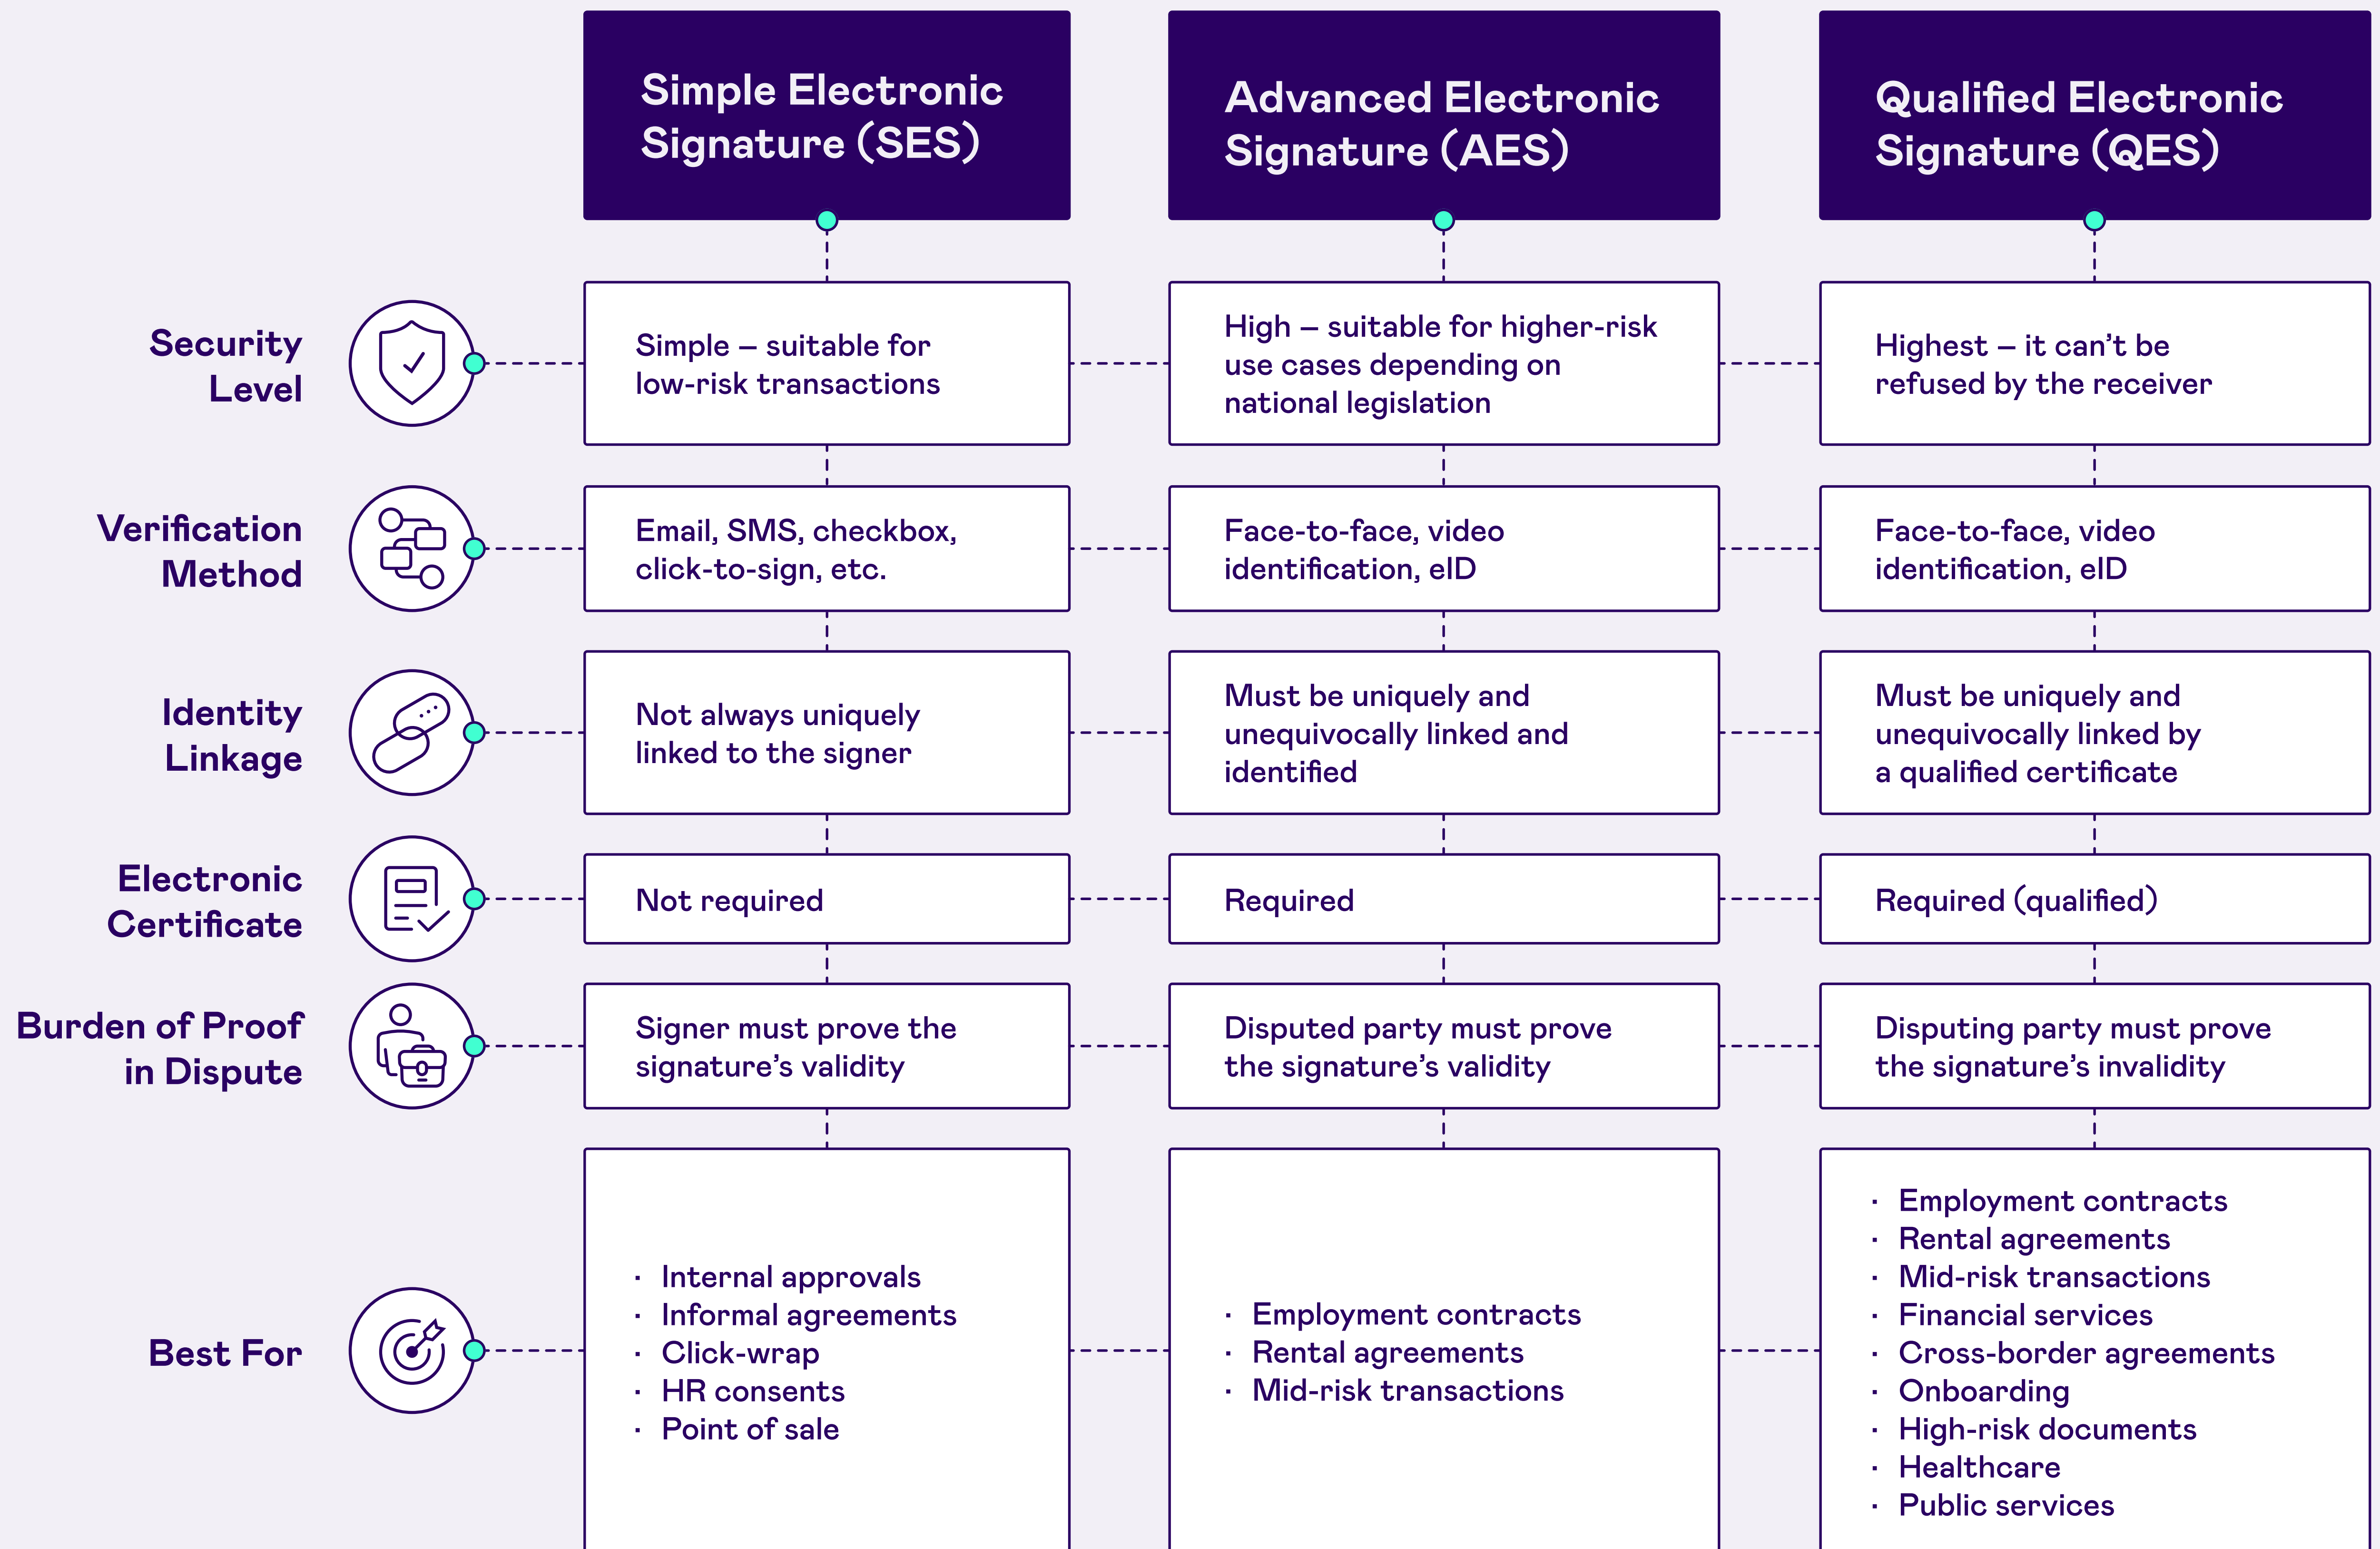 Simple Electronic
Signature (SES)
Advanced Electronic
Signature (AES)
Qualified Electronic
Signature (QES)
Security
Level
Simple – suitable for
low-risk transactions
High – suitable for higher-risk
use cases depending on
national legislation
Highest – it can’t be
refused by the receiver
Verification
Method
Email, SMS, checkbox,
click-to-sign, etc.
Face-to-face, video
identification, eID
Face-to-face, video
identification, eID
Identity
Linkage
Not always uniquely
linked to the signer
Must be uniquely and
unequivocally linked and
identified
Must be uniquely and
unequivocally linked by
a qualified certificate
Electronic
Certificate
Not required
Required
Required (qualified)
Burden of Proof
in Dispute
Signer must prove the
signature’s validity
Disputed party must prove
the signature’s validity
Disputing party must prove
the signature’s invalidity
Best For
· Internal approvals
· Informal agreements
· Click-wrap
· HR consents
· Point of sale
· Employment contracts
· Rental agreements
· Mid-risk transactions
· Employment contracts
· Rental agreements
· Mid-risk transactions
· Financial services
· Cross-border agreements
· Onboarding
· High-risk documents
· Healthcare
· Public services